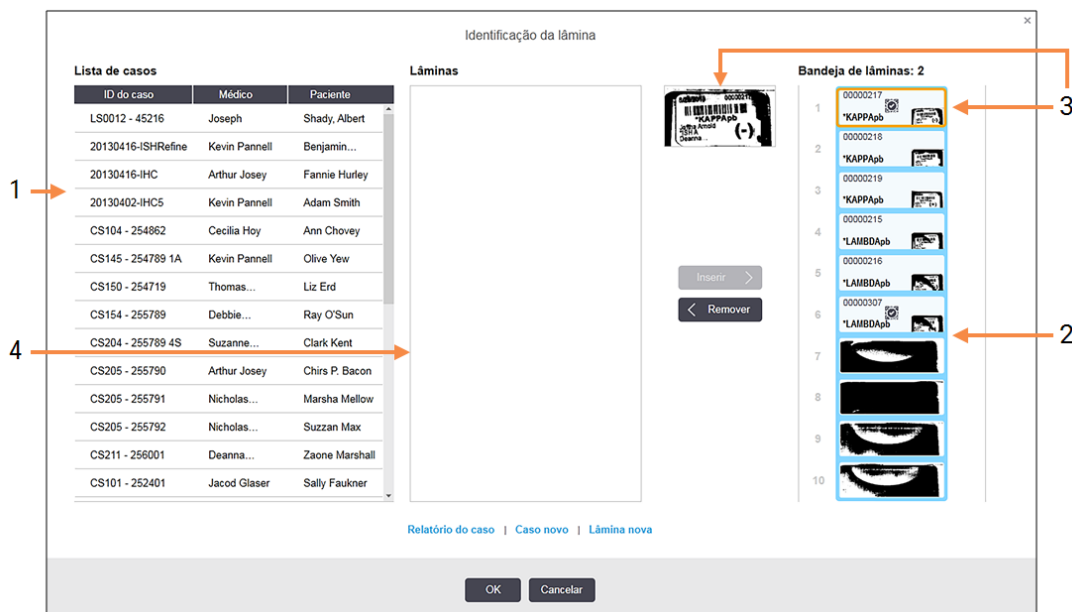 ×
Identificação da lâmina
Lista de casos
ID do caso Médico Paciente
LS0012 - 45216 Joseph Shady, Albert
20130416-ISHRefine Kevin Pannell Benjamin...
20130416-IHC Arthur Josey Fannie Hurley
20130402-IHC5 Kevin Pannell Adam Smith
CS104 - 254862 Cecilia Hoy Ann Chovey
CS145 - 254789 1A Kevin Pannell Olive Yew
CS150 - 254719 Thomas... Liz Erd
CS154 - 255789 Debbie... Ray O'Sun
CS204 - 255789 4S Suzanne... Clark Kent
CS205 - 255790 Arthur Josey Chirs P. Bacon
CS205 - 255791 Nicholas... Marsha Mellow
CS205 - 255792 Nicholas... Suzzan Max
CS211 - 256001 Deanna... Zaone Marshall
CS101 - 252401 Jacod Glaser Sally Faukner
1
4
Lâminas
*KAPPApb
(-)
Deanna...
Inserir >
< Remover
Bandeja de lâminas: 2
1 00000217
*KAPPApb
2 00000218
*KAPPApb
3 00000219
*KAPPApb
4 00000215
*LAMBDApb
5 00000216
*LAMBDApb
6 00000307
*LAMBDApb
7
8
9
10
3
2
Relatório do caso | Caso novo | Lâmina nova
OK Cancelar